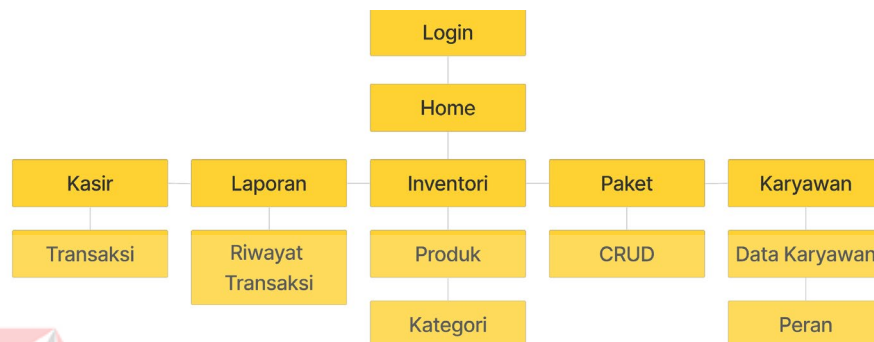 Login
Home
Kasir
Laporan
Inventori
Paket
Karyawan
Transaksi
Riwayat
Transaksi
Produk
CRUD
Data Karyawan
Kategori
Peran